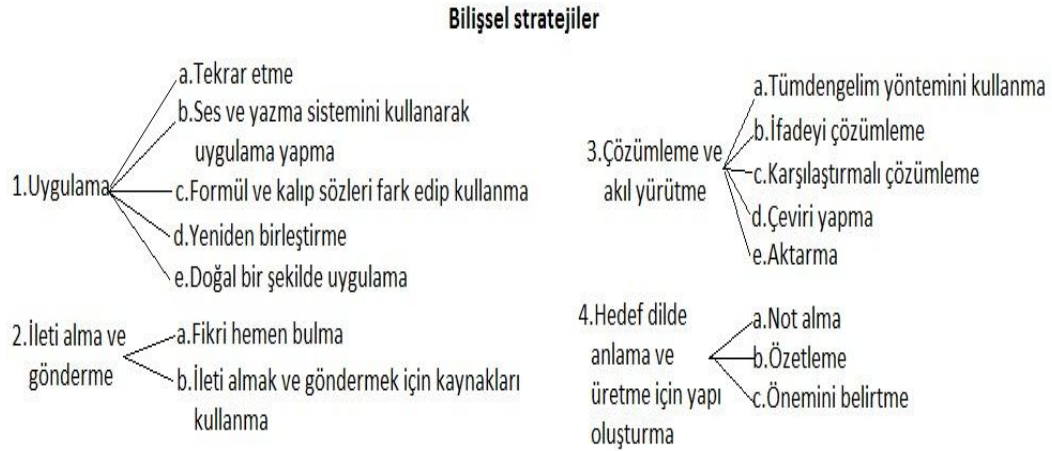 Bilişsel stratejiler
1.Uygulama
a.Tekrar etme
b.Ses ve yazma sistemini kullanarak
uygulama yapma
c.Formül ve kalıp sözleri fark edip kullanma
d.Yeniden birleştirme
e.Doğal bir şekilde uygulama
2.İleti alma ve
gönderme
a.Fikri hemen bulma
b.İleti almak ve göndermek için kaynakları
kullanma
3.Çözümleme ve
akıl yürütme
a.Tümdengelim yöntemini kullanma
b.İfadeyi çözümleme
c.Karşılaştırmalı çözümleme
d.Çeviri yapma
e.Aktarma
4.Hedef dilde
anlama ve
üretme için yapı
oluşturma
a.Not alma
b.Özetleme
c.Önemini belirtme